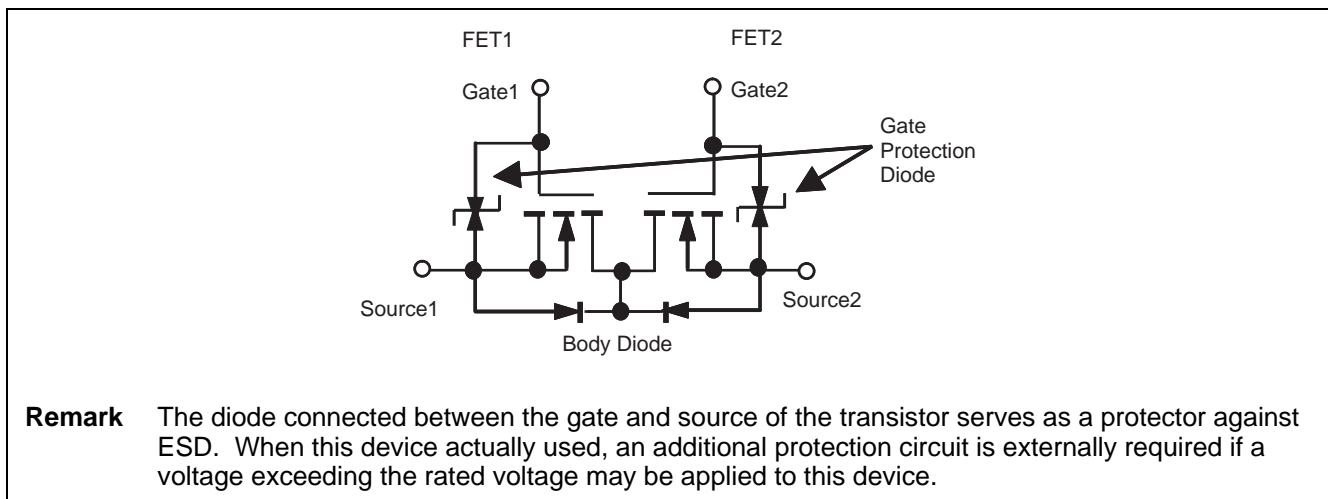 FET1
FET2
Gate1
Gate2
Gate
Protection
Diode
Source1
Source2
Body Diode
Remark The diode connected between the gate and source of the transistor serves as a protector against
ESD. When this device actually used, an additional protection circuit is externally required if a
voltage exceeding the rated voltage may be applied to this device.